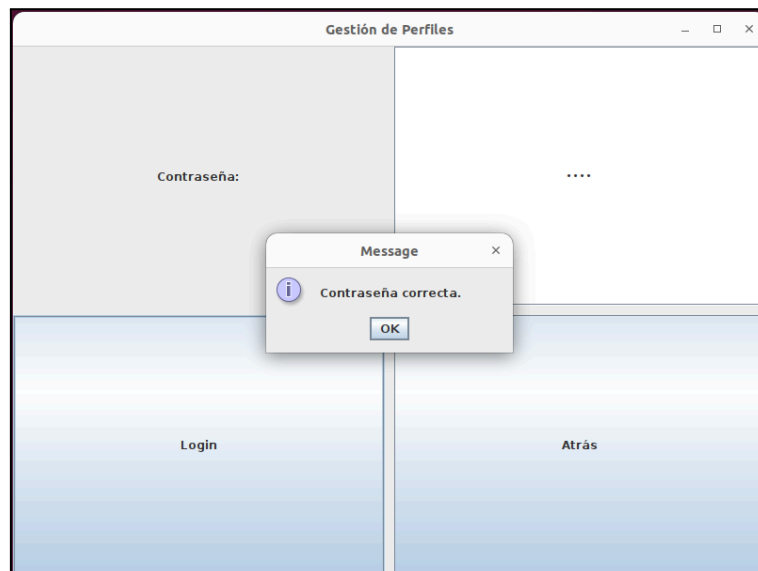 Gestión de Perfiles
Contraseña:
••••
Message
Contraseña correcta.
OK
Login
Atrás